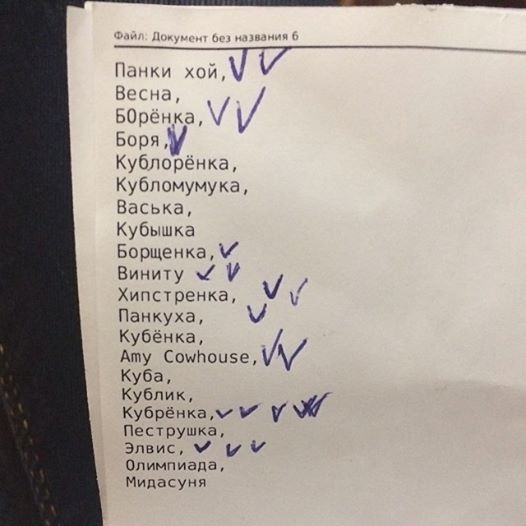 Файл: Документ без названия 6
Панки хой,
Весна,
БОрёнка,
Боря,
Кублорёнка,
Кубломумука,
Васька,
Кубышка
Борщенка,
Виниту
Хипстренка,
Панкуха,
Кубёнка,
Amy Cowhouse,
Куба,
Кублик,
Кубрёнка,
Пеструшка,
Элвис,
Олимпиада,
Мидасуня